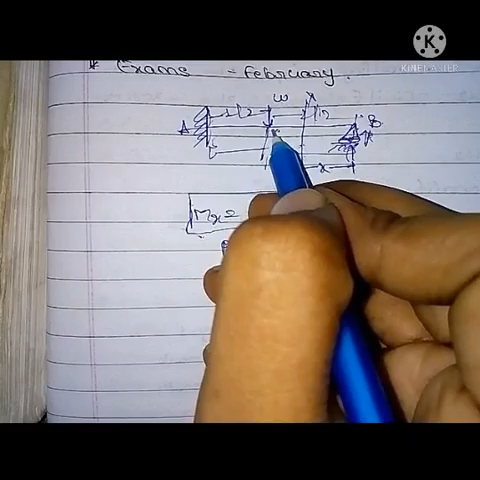 * Exams = February.
K
KINEMASTER
l/2 W x l/2
A B
x
Mx =